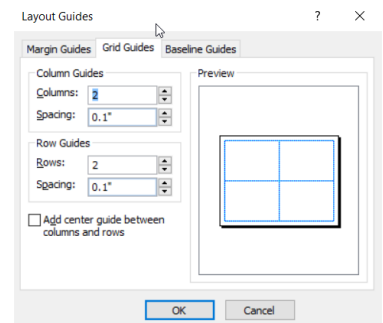 Layout Guides ?
Margin Guides Grid Guides Baseline Guides
Column Guides
Columns: 2
Spacing: 0.1"
Row Guides
Rows: 2
Spacing: 0.1"
Add center guide between
columns and rows
Preview
OK Cancel